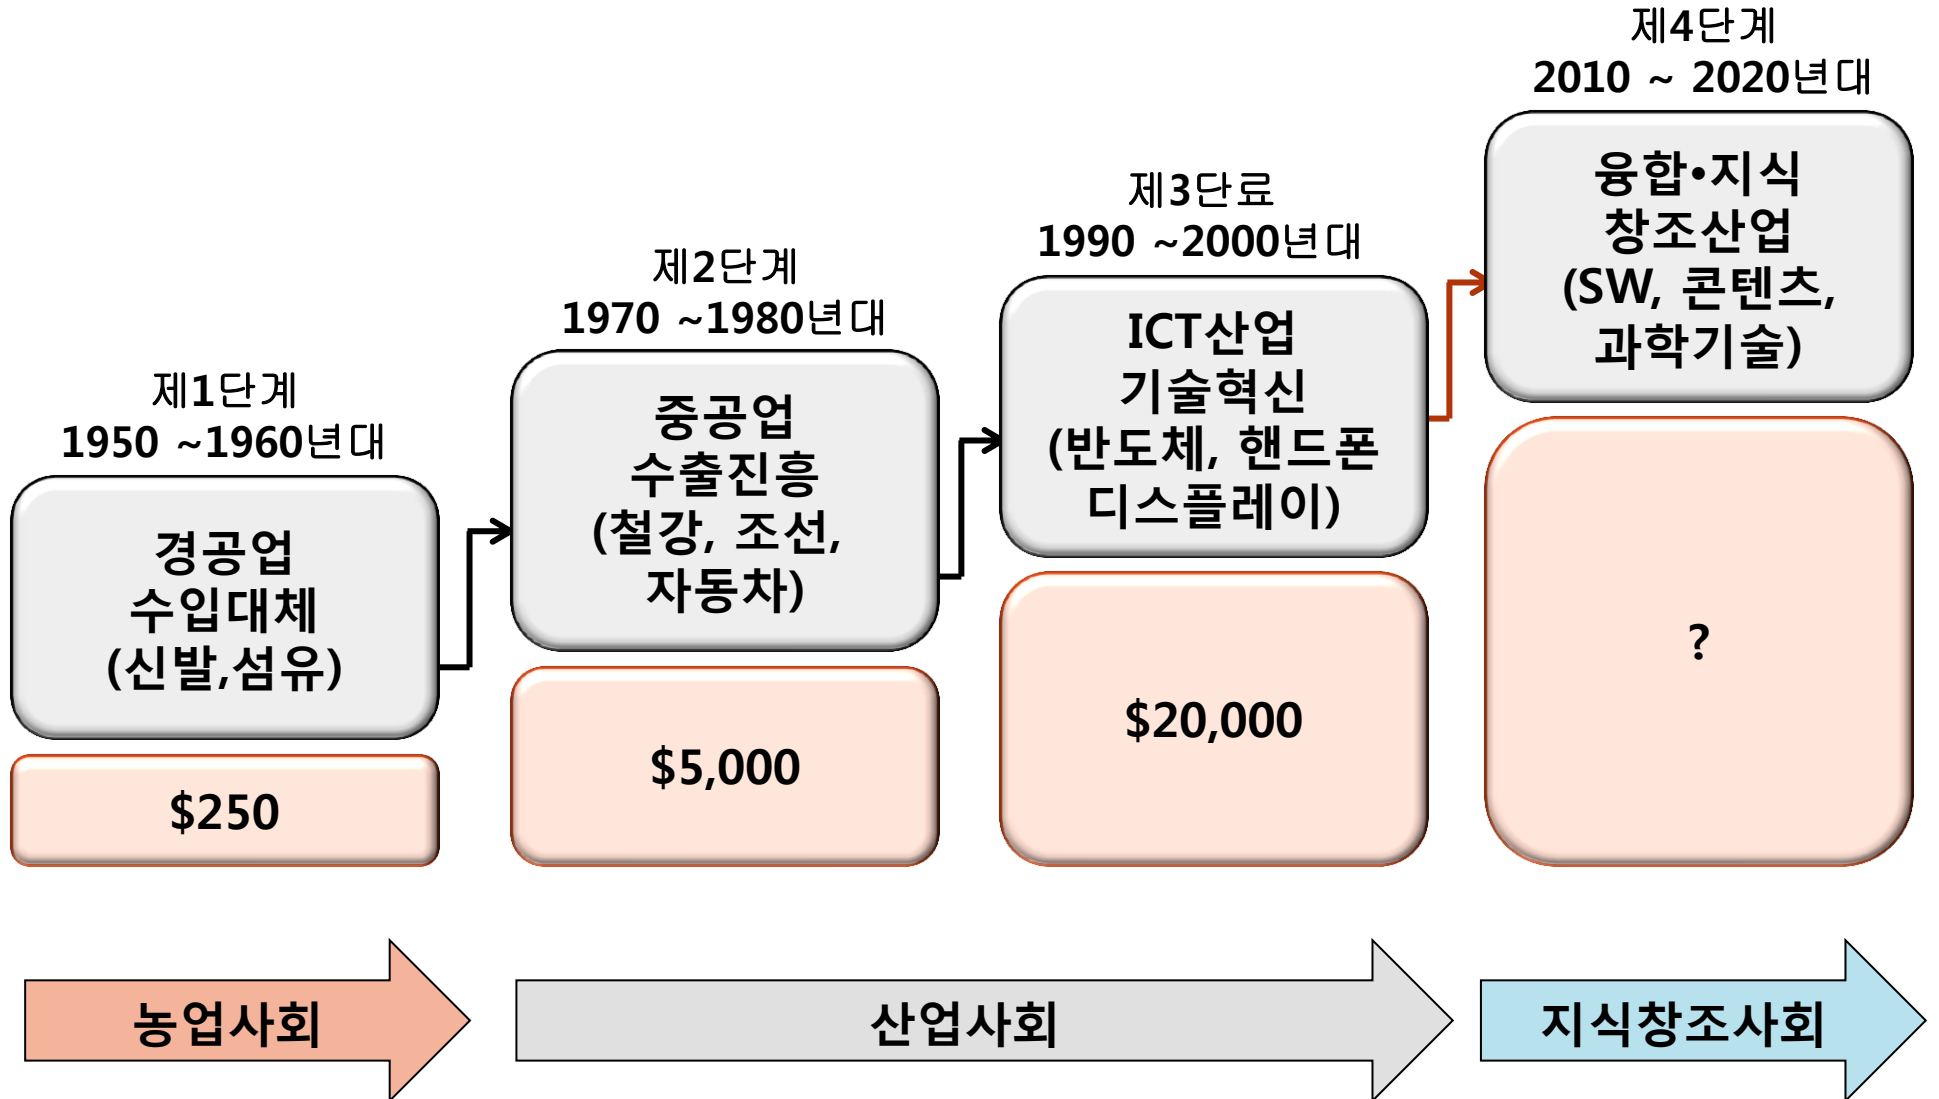 제1단계
1950 ~1960년대
경공업
수입대체
(신발,섬유)
$250
제2단계
1970 ~1980년대
중공업
수출진흥
(철강, 조선,
자동차)
$5,000
제3단료
1990 ~2000년대
ICT산업
기술혁신
(반도체, 핸드폰
디스플레이)
$20,000
제4단계
2010 ~ 2020년대
융합•지식
창조산업
(SW, 콘텐츠,
과학기술)
?
농업사회
산업사회
지식창조사회